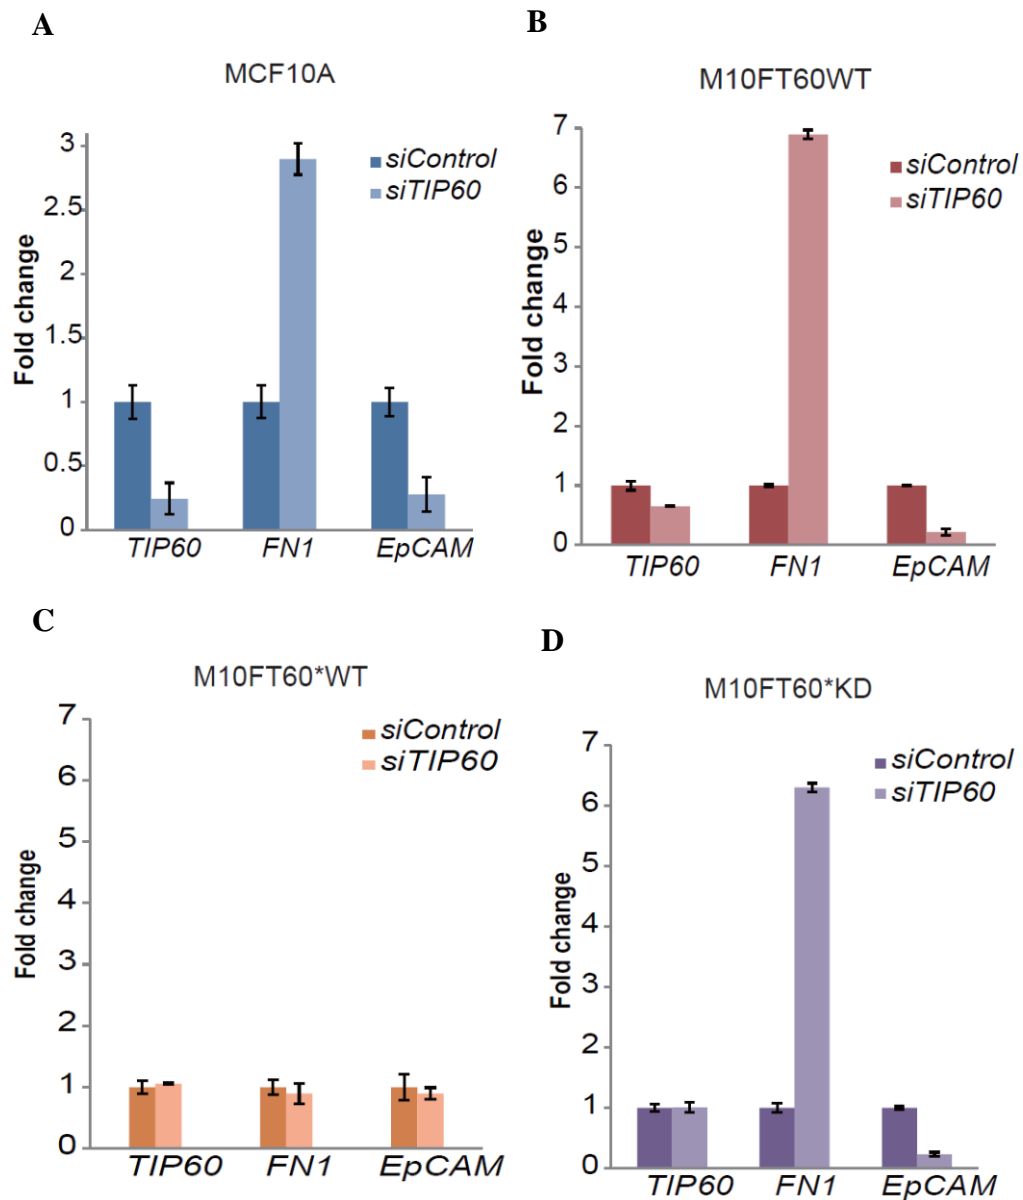 A
MCF10A
3
2.5
2
1.5
1
0.5
0
Fold change
siControl
siTIP60
TIP60 FN1 EpCAM
B
M10FT60WT
7
6
5
4
3
2
1
0
Fold change
siControl
siTIP60
TIP60 FN1 EpCAM
C
M10FT60*WT
7
6
5
4
3
2
1
0
Fold change
siControl
siTIP60
TIP60 FN1 EpCAM
D
M10FT60*KD
7
6
5
4
3
2
1
0
Fold change
siControl
siTIP60
TIP60 FN1 EpCAM